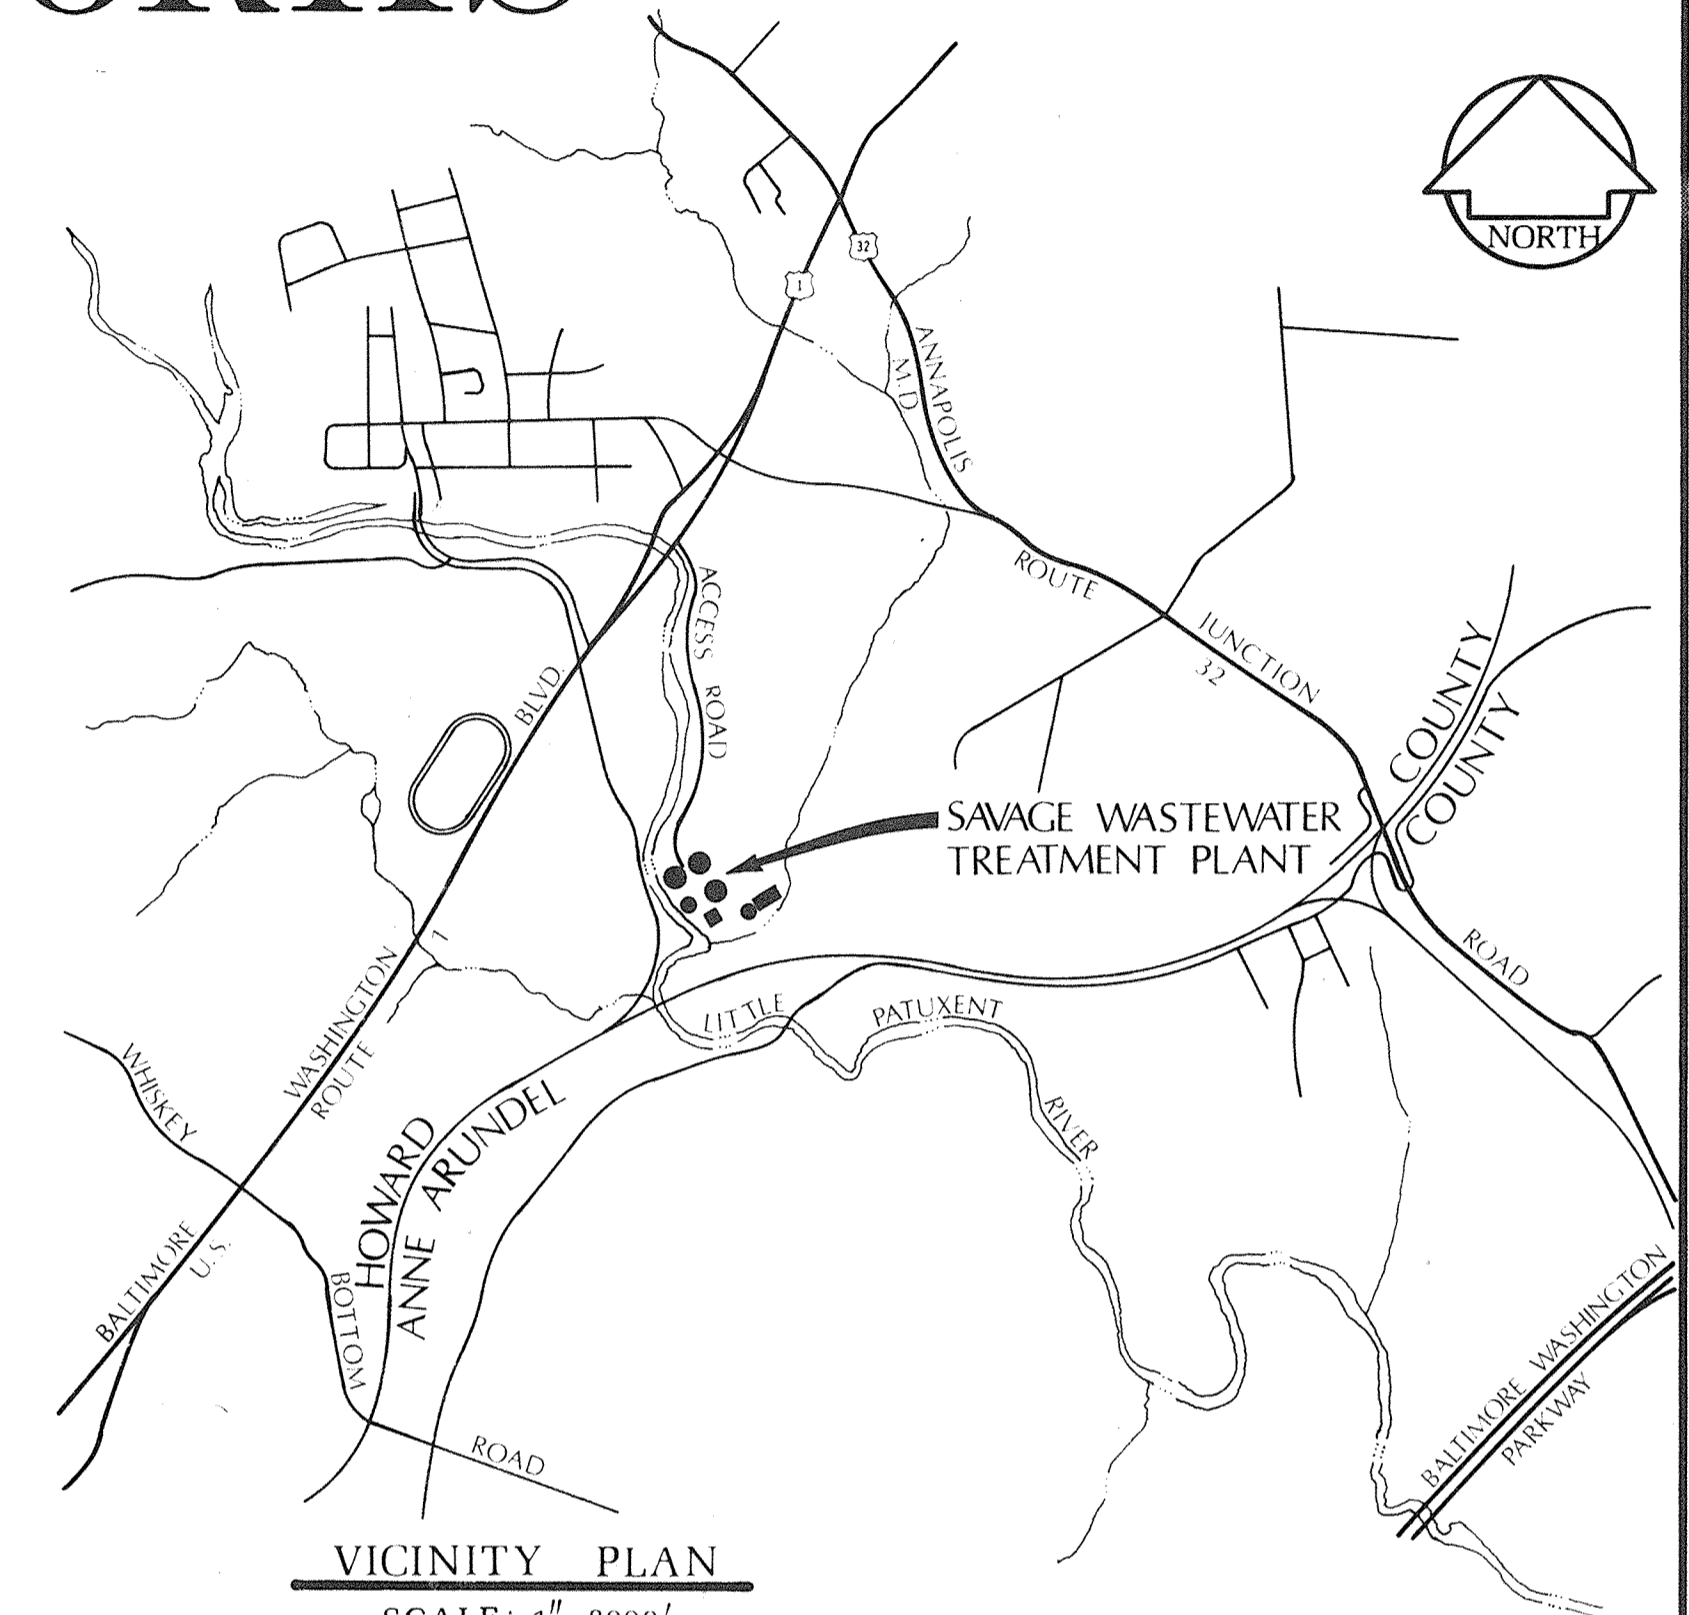 NORTH
32
1
ANNAPOLIS
M.D
ROUTE
JUNCTION
32
ACCESS ROAD
COUNTY
COUNTY
BLVD.
SAVAGE WASTEWATER
TREATMENT PLANT
ROAD
1
WASHINGTON
ROUTE
LITTLE PATUXENT RIVER
WHISKEY
HOWARD
ANNE ARUNDEL
BALTIMORE
U.S.
BOTTOM
ROAD
BALTIMORE WASHINGTON
PARKWAY
VICINITY PLAN